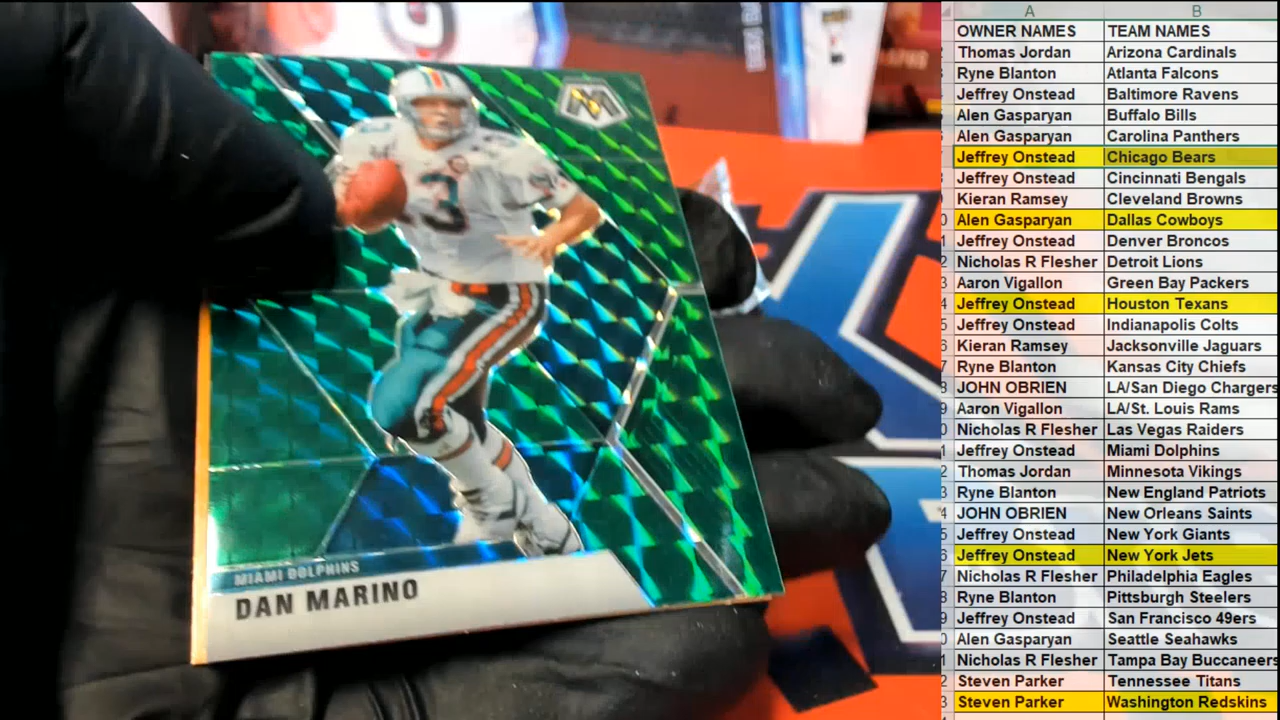 MIAMI DOLPHINS
DAN MARINO
A B
OWNER NAMES TEAM NAMES
Thomas Jordan Arizona Cardinals
Ryne Blanton Atlanta Falcons
Jeffrey Onstead Baltimore Ravens
Alen Gasparyan Buffalo Bills
Alen Gasparyan Carolina Panthers
Jeffrey Onstead Chicago Bears
Jeffrey Onstead Cincinnati Bengals
Kieran Ramsey Cleveland Browns
Alen Gasparyan Dallas Cowboys
Jeffrey Onstead Denver Broncos
Nicholas R Flesher Detroit Lions
Aaron Vigallon Green Bay Packers
Jeffrey Onstead Houston Texans
Jeffrey Onstead Indianapolis Colts
Kieran Ramsey Jacksonville Jaguars
Ryne Blanton Kansas City Chiefs
JOHN OBRIEN LA/San Diego Chargers
Aaron Vigallon LA/St. Louis Rams
Nicholas R Flesher Las Vegas Raiders
Jeffrey Onstead Miami Dolphins
Thomas Jordan Minnesota Vikings
Ryne Blanton New England Patriots
JOHN OBRIEN New Orleans Saints
Jeffrey Onstead New York Giants
Jeffrey Onstead New York Jets
Nicholas R Flesher Philadelphia Eagles
Ryne Blanton Pittsburgh Steelers
Jeffrey Onstead San Francisco 49ers
Alen Gasparyan Seattle Seahawks
Nicholas R Flesher Tampa Bay Buccaneers
Steven Parker Tennessee Titans
Steven Parker Washington Redskins